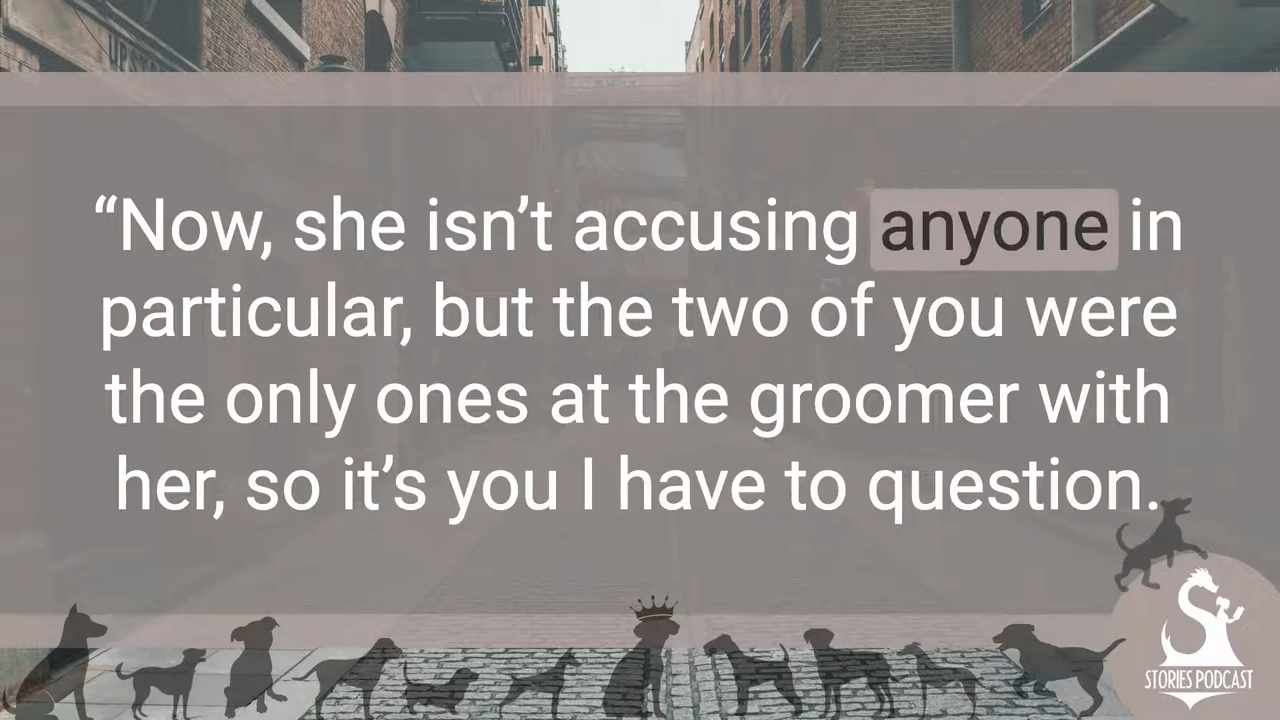 “Now, she isn’t accusing anyone in
particular, but the two of you were
the only ones at the groomer with
her, so it’s you I have to question.
STORIES PODCAST